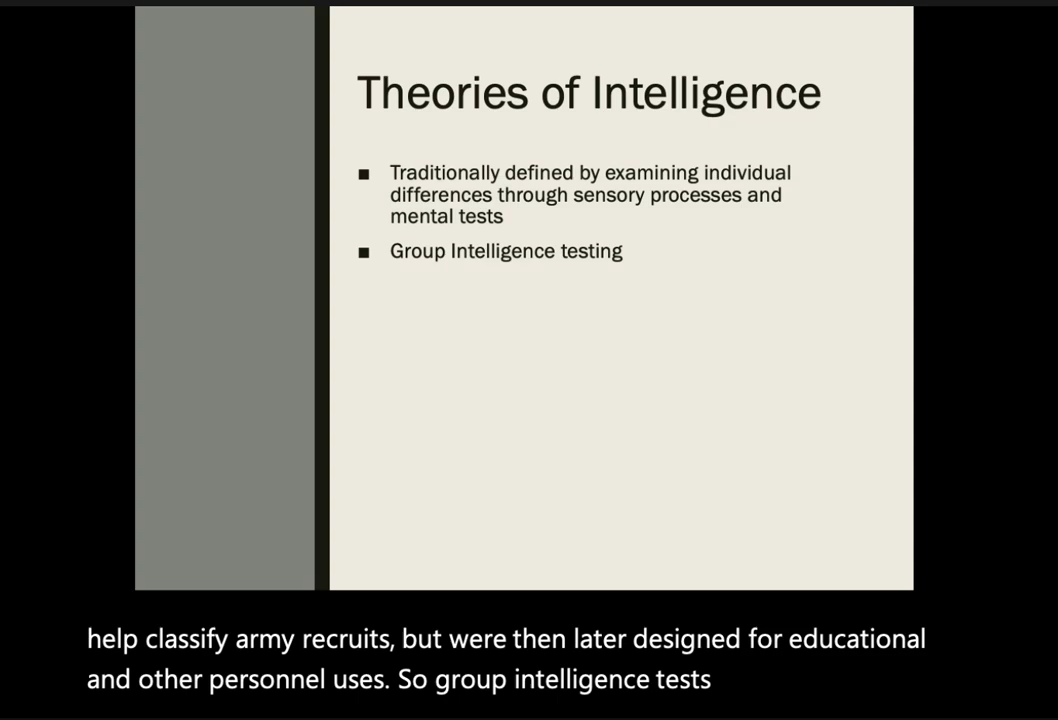 Theories of Intelligence
■ Traditionally defined by examining individual
differences through sensory processes and
mental tests
■ Group Intelligence testing
help classify army recruits, but were then later designed for educational
and other personnel uses. So group intelligence tests